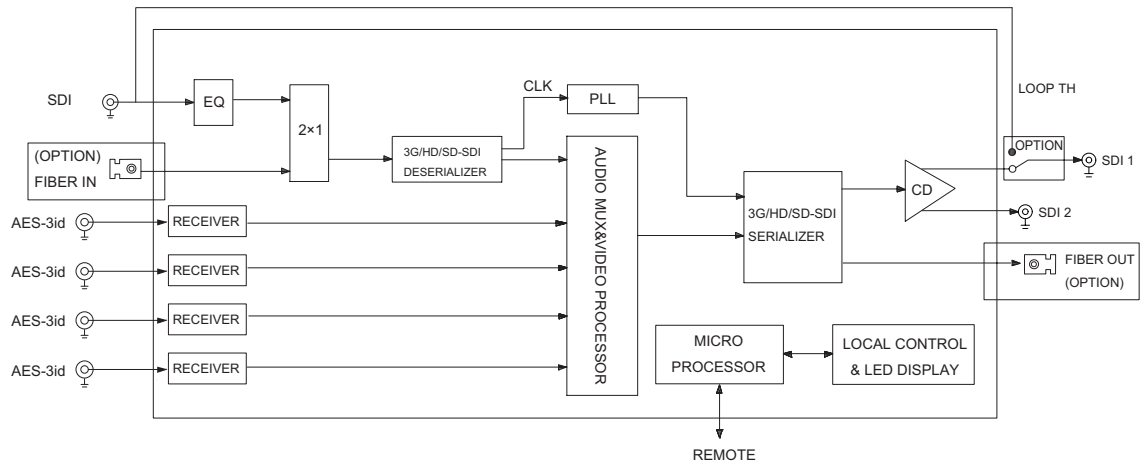 LOOP TH
SDI
EQ
2×1
CLK
PLL
(OPTION)
FIBER IN
3G/HD/SD-SDI
DESERIALIZER
AUDIO MUX&VIDEO PROCESSOR
3G/HD/SD-SDI
SERIALIZER
CD
OPTION
SDI 1
SDI 2
FIBER OUT
(OPTION)
AES-3id
RECEIVER
AES-3id
RECEIVER
AES-3id
RECEIVER
AES-3id
RECEIVER
MICRO
PROCESSOR
LOCAL CONTROL
& LED DISPLAY
REMOTE